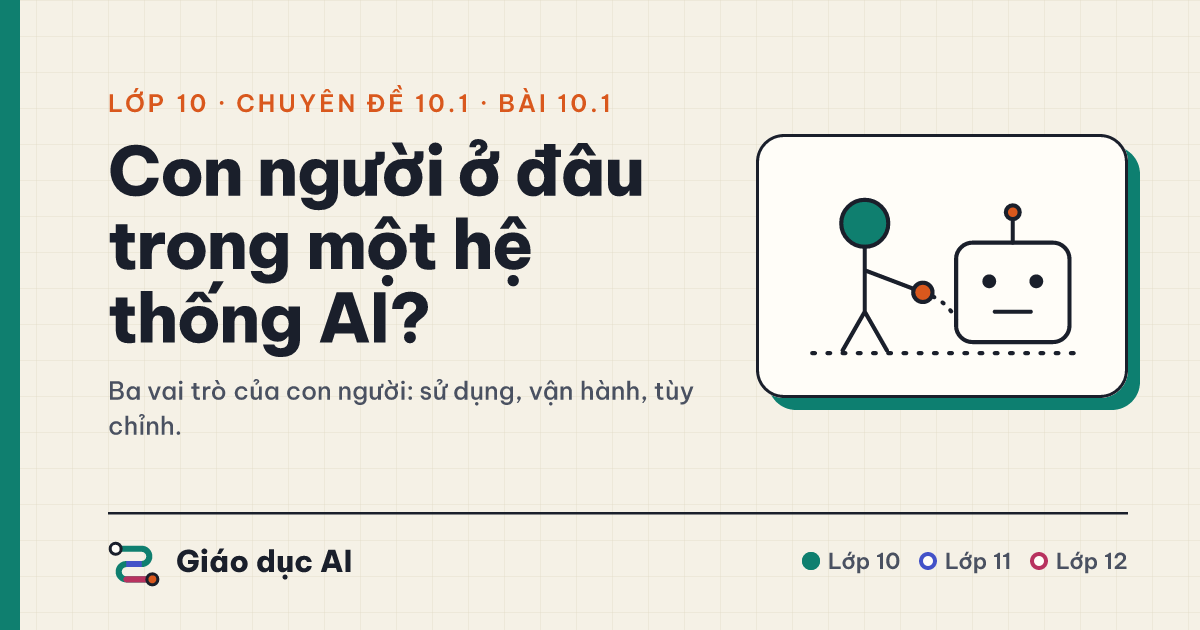 LỚP 10 · CHUYÊN ĐỀ 10.1 · BÀI 10.1
Con người ở đâu
trong một hệ
thống AI?
Ba vai trò của con người: sử dụng, vận hành, tùy
chỉnh.
Giáo dục AI
Lớp 10 Lớp 11 Lớp 12